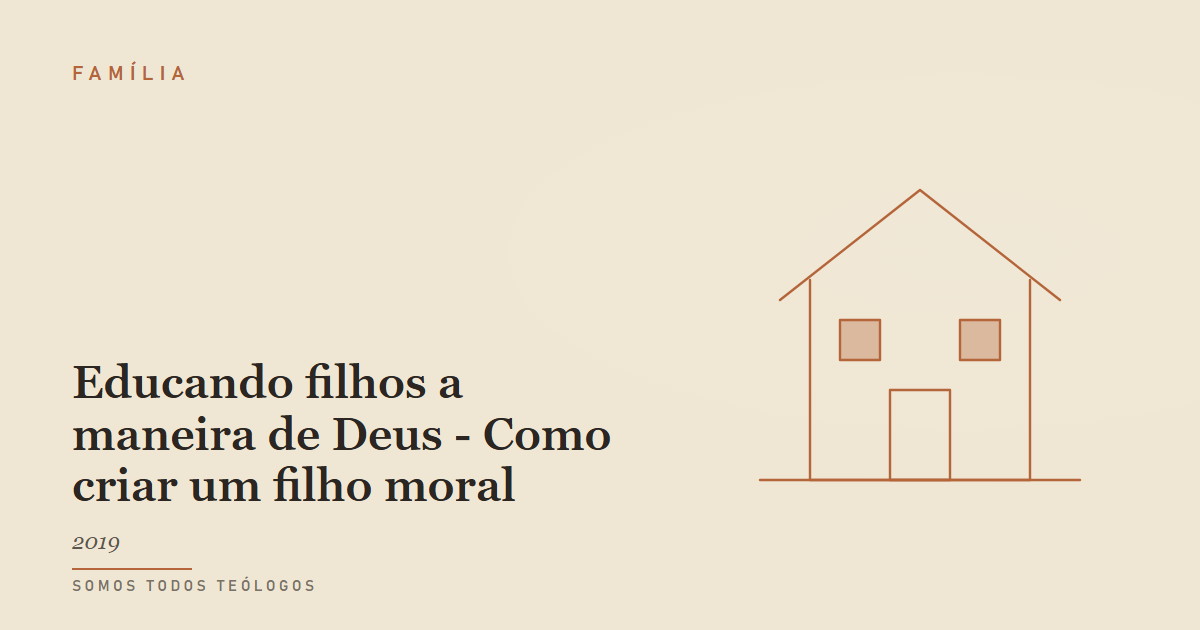 FAMÍLIA
Educando filhos a
maneira de Deus - Como
criar um filho moral
2019
SOMOS TODOS TEÓLOGOS